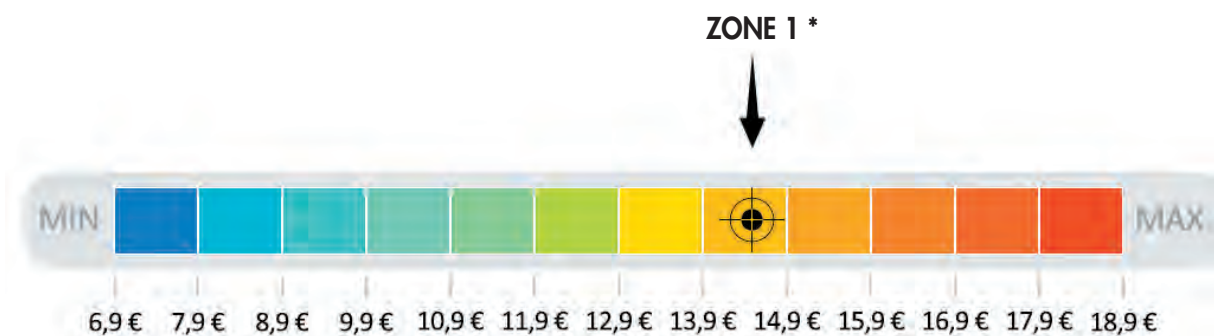 ZONE 1 *
MIN
MAX
6,9 € 7,9 € 8,9 € 9,9 € 10,9 € 11,9 € 12,9 € 13,9 € 14,9 € 15,9 € 16,9 € 17,9 € 18,9 €